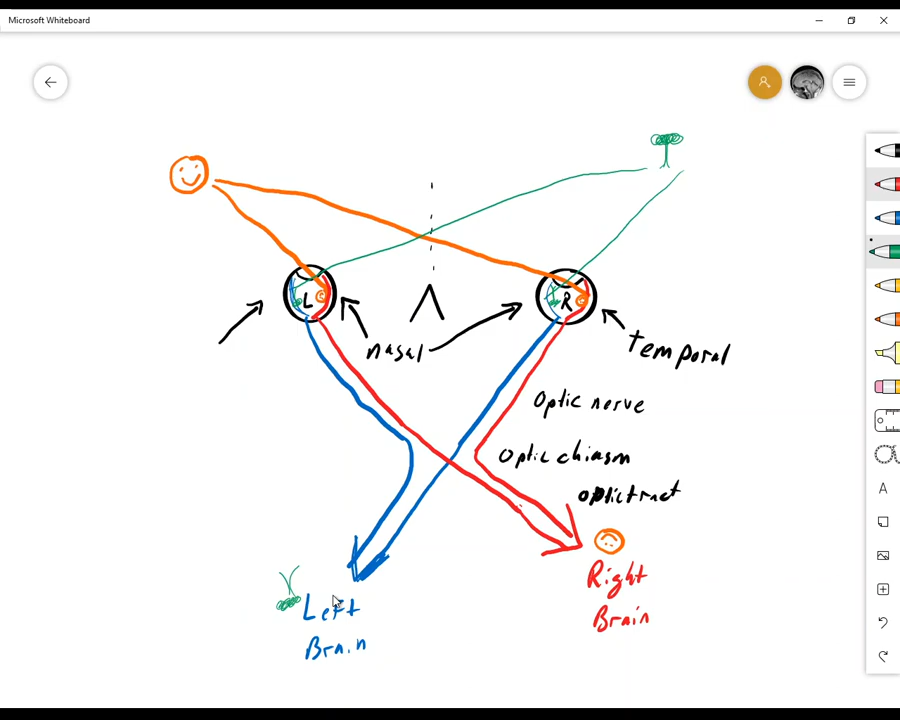 Microsoft Whiteboard
L
R
nasal
temporal
Optic nerve
Optic chiasm
Optic tract
Right
Brain
Left
Brain
A